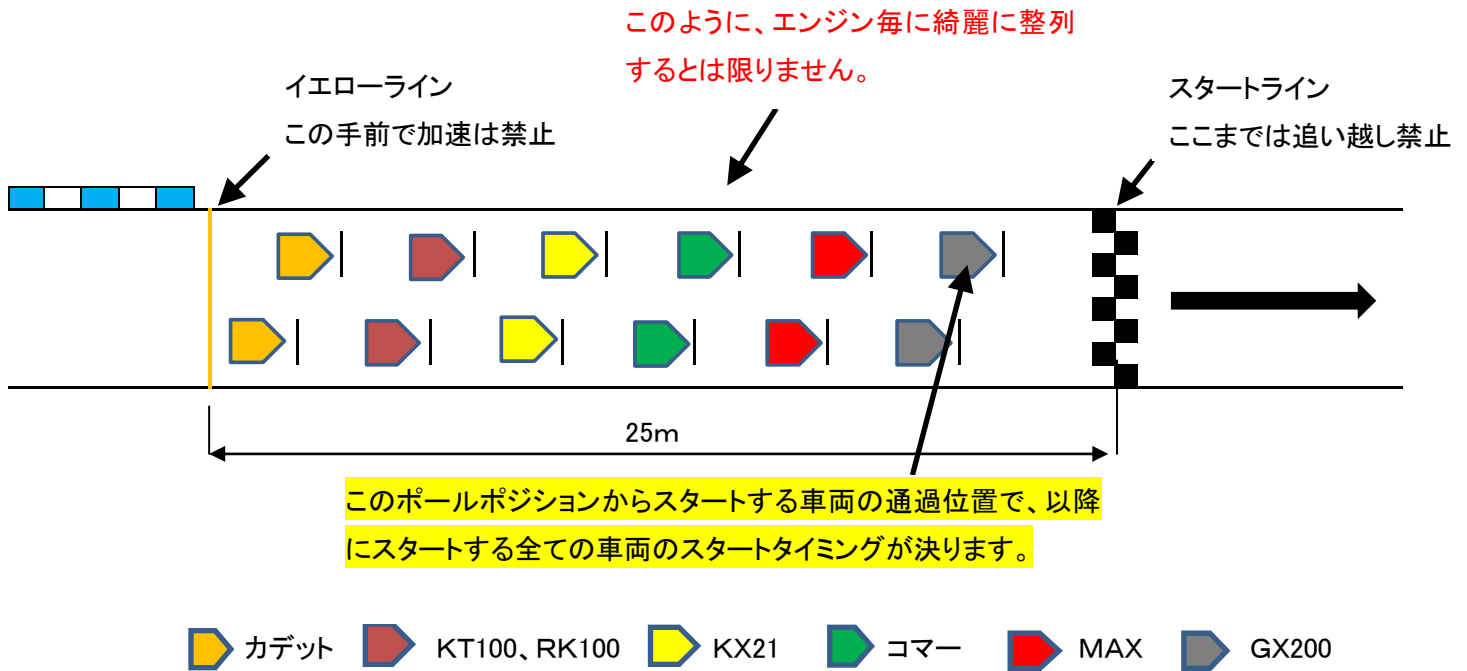 このように、エンジン毎に綺麗に整列
するとは限りません。
イエローライン
この手前で加速は禁止
スタートライン
ここまでは追い越し禁止
25m
このポールポジションからスタートする車両の通過位置で、以降
にスタートする全ての車両のスタートタイミングが決ります。
カデット
KT100、RK100
KX21
コマー
MAX
GX200